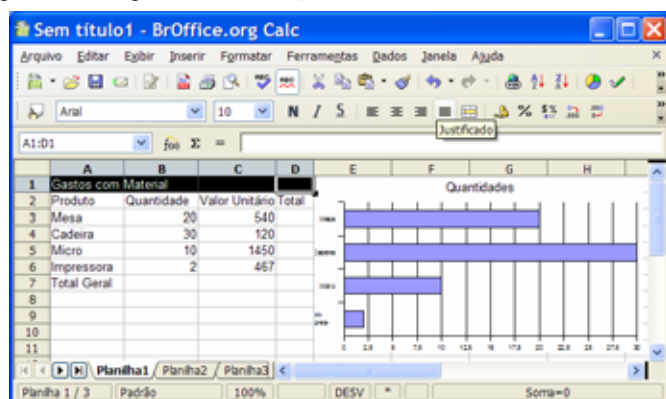 Sem título1 - BrOffice.org Calc
Arquivo Editar Exibir Inserir Formatar Ferramentas Dados Janela Ajuda
Arial 10 N I S
Justificado
A1:D1 f(x) Σ =
A B C D E F G H
1 Gastos com Material
Quantidades
2 Produto Quantidade Valor Unitário Total
3 Mesa 20 540
4 Cadeira 30 120
5 Micro 10 1450
6 Impressora 2 467
7 Total Geral
8
9
10
11
Planilha1 Planilha2 Planilha3
Planilha 1 / 3 Padrão 100% DESV * Soma=0